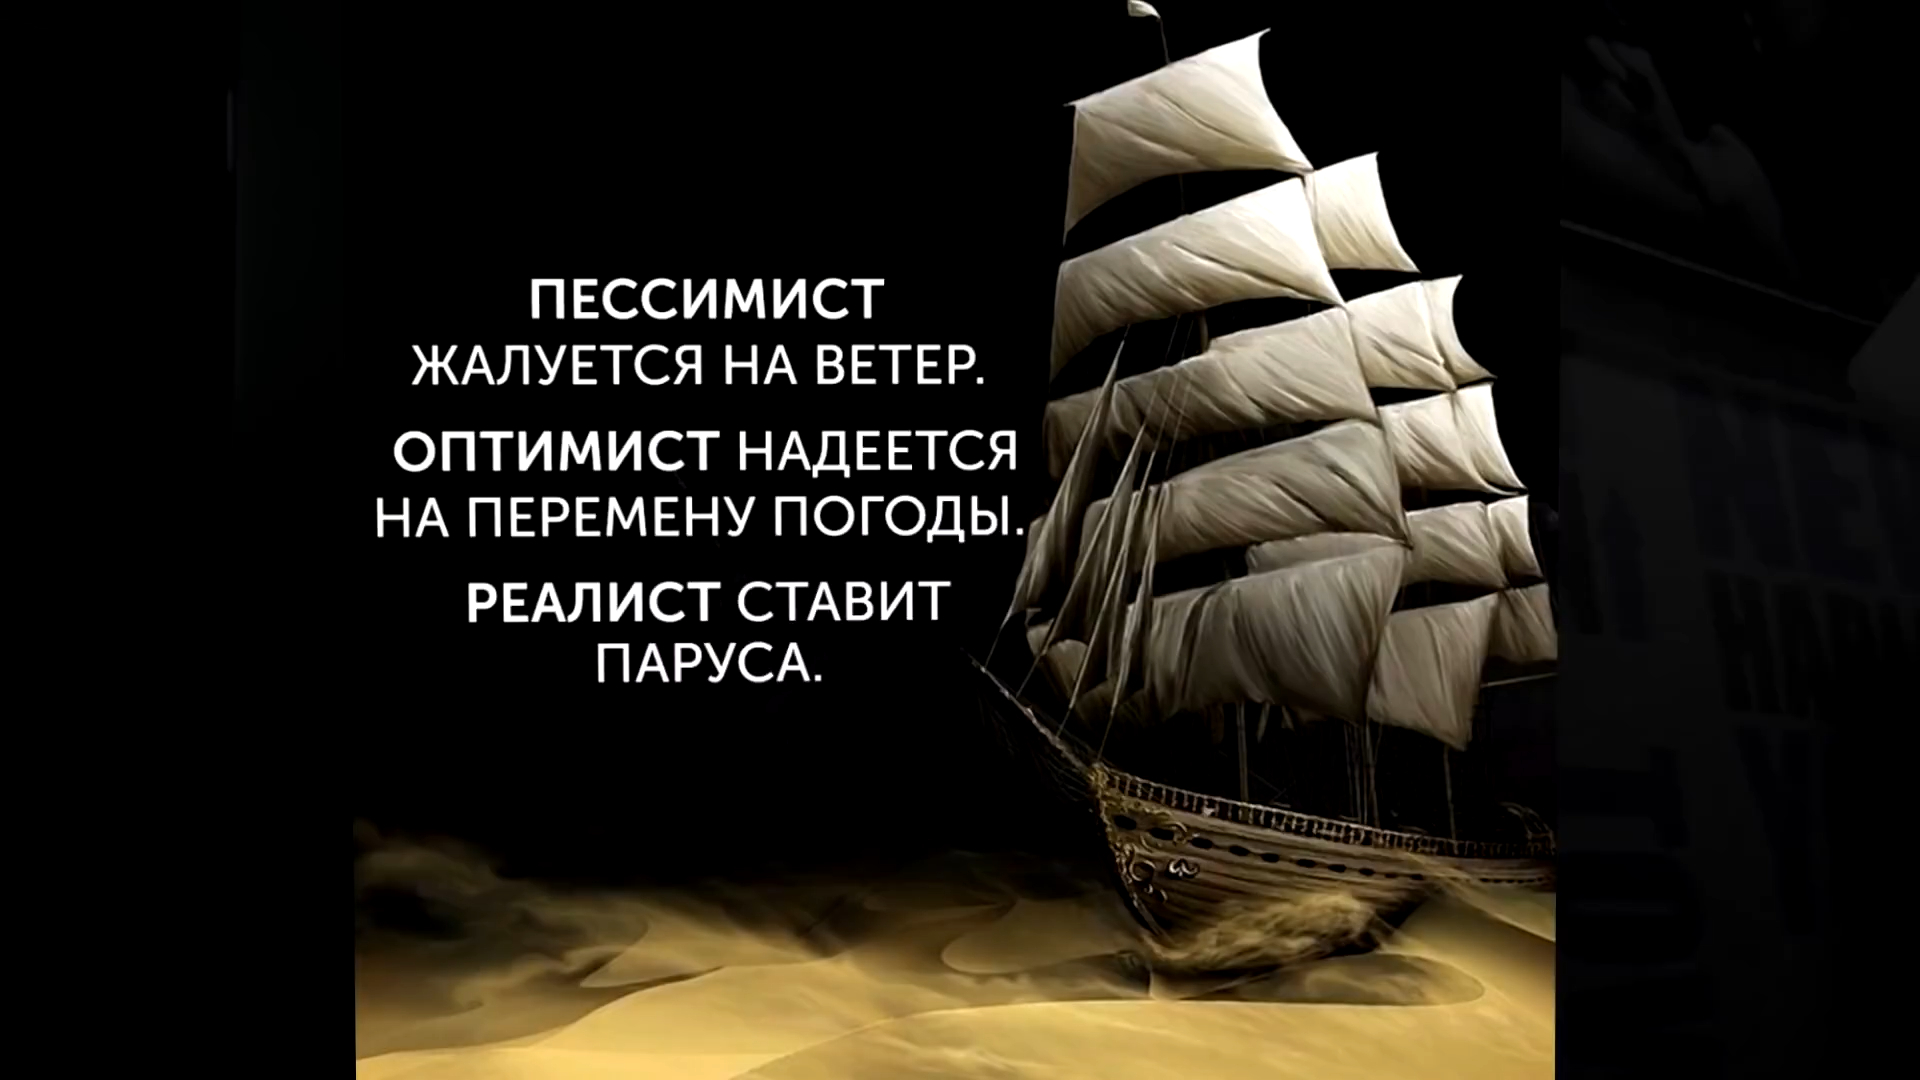 ПЕССИМИСТ
ЖАЛУЕТСЯ НА ВЕТЕР.
ОПТИМИСТ НАДЕЕТСЯ
НА ПЕРЕМЕНУ ПОГОДЫ.
РЕАЛИСТ СТАВИТ
ПАРУСА.